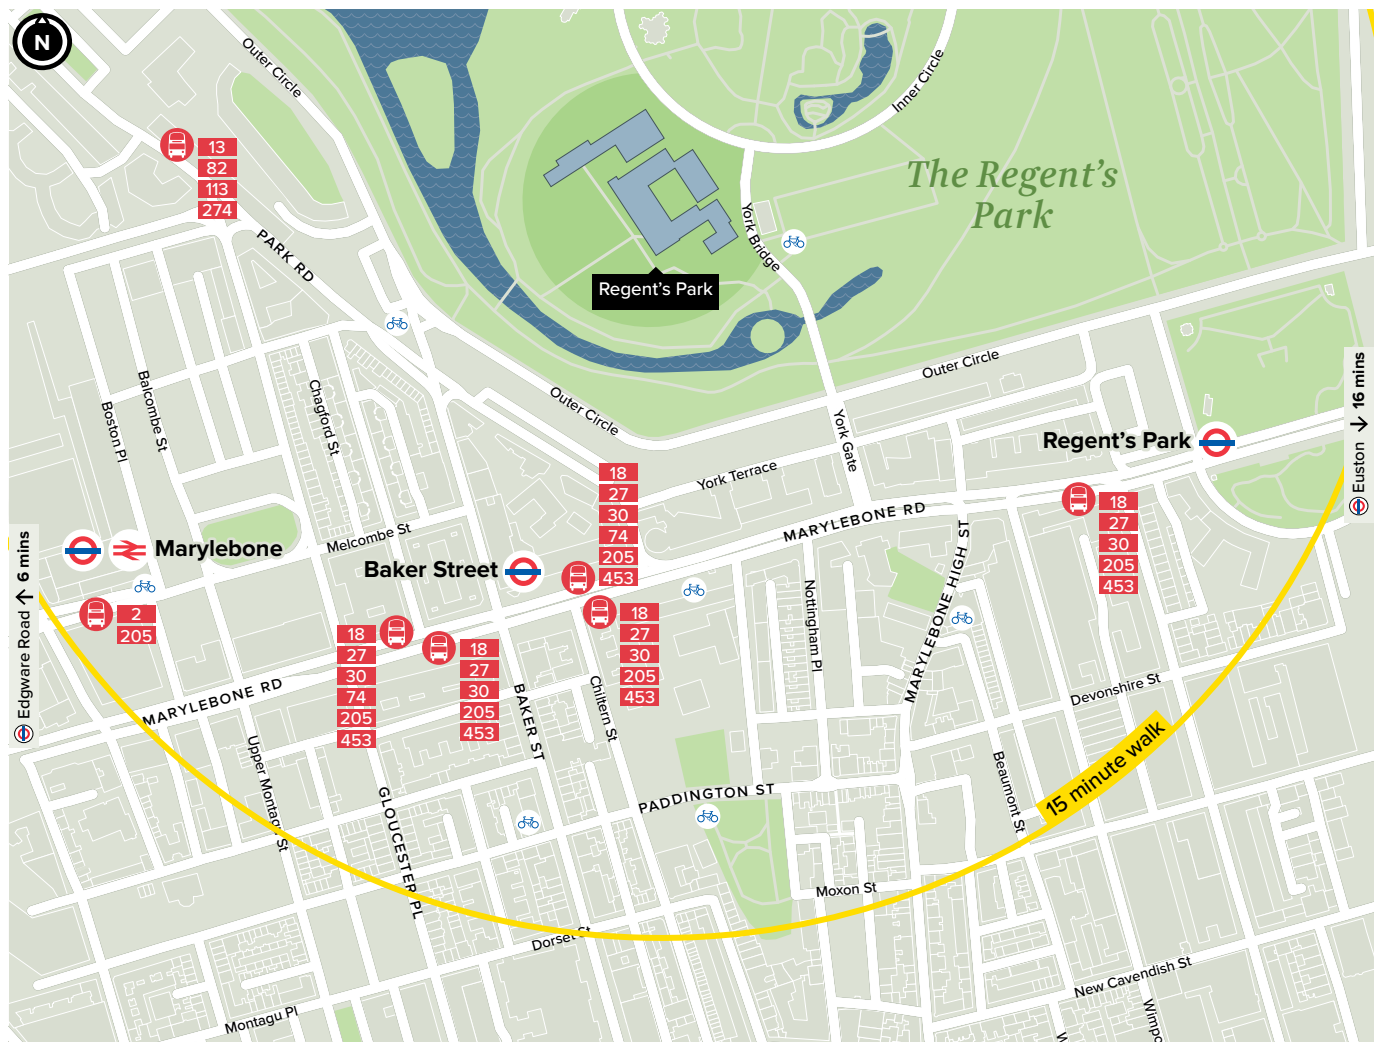 N
Outer Circle
Inner Circle
13
82
113
274
The Regent's
Park
PARK RD
York Bridge
Regent's Park
Outer Circle
Outer Circle
Balcombe St
Boston Pl
Chagford St
York Gate
York Terrace
Regent's Park
Euston → 16 mins
18
27
30
74
205
453
MARYLEBONE RD
18
27
30
205
453
Melcombe St
Marylebone
Baker Street
Edgware Road → 6 mins
2
205
18
27
30
74
205
453
18
27
30
205
453
18
27
30
205
453
Nottingham Pl
MARYLEBONE HIGH ST
MARYLEBONE RD
BAKER ST
Chiltern St
Devonshire St
Upper Montagu St
GLOUCESTER PL
PADDINGTON ST
Beaumont St
15 minute walk
Moxon St
Dorset St
Montagu Pl
New Cavendish St
Wimpo
W